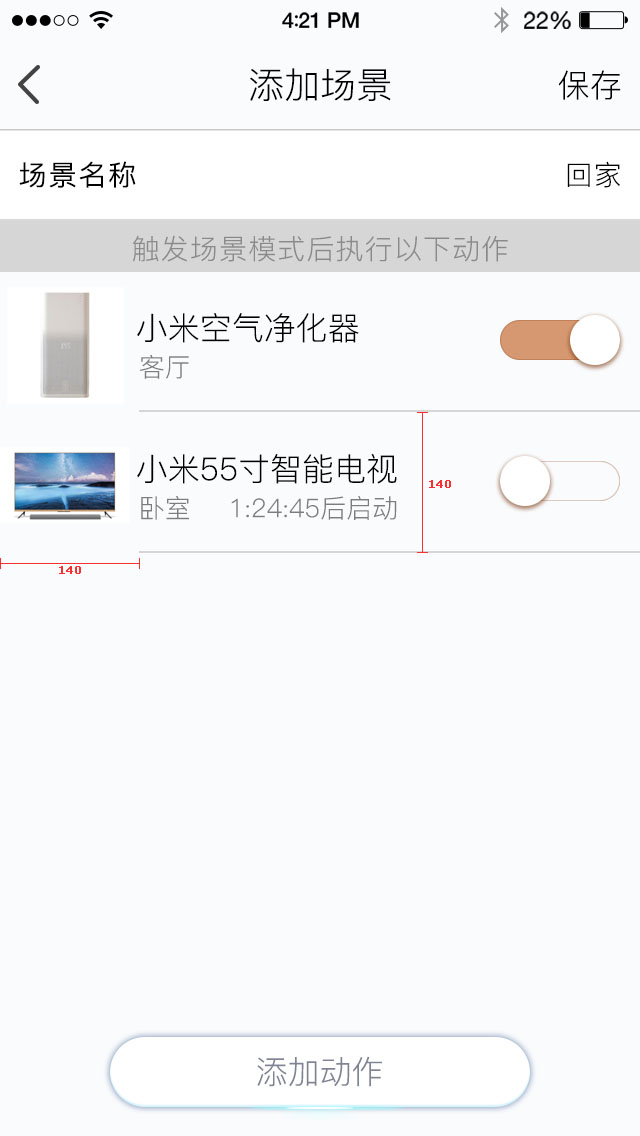 4:21 PM 22%
添加场景 保存
场景名称 回家
触发场景模式后执行以下动作
小米空气净化器
客厅
小米55寸智能电视
140
卧室 1:24:45后启动
140
添加动作